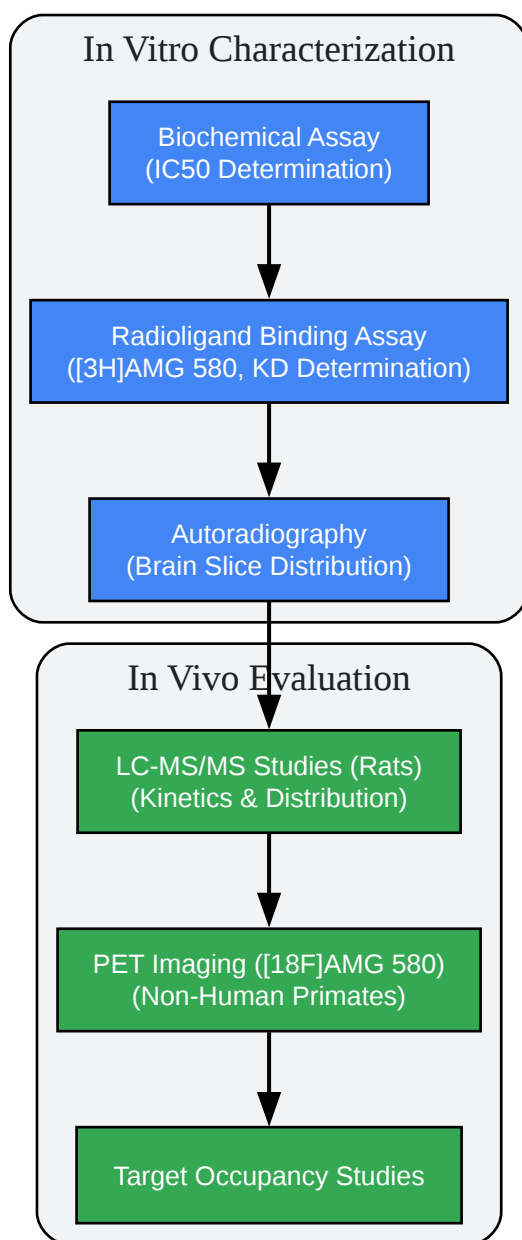 In Vitro Characterization
Biochemical Assay
(IC50 Determination)
Radioligand Binding Assay
([3H]AMG 580, KD Determination)
Autoradiography
(Brain Slice Distribution)
In Vivo Evaluation
LC-MS/MS Studies (Rats)
(Kinetics & Distribution)
PET Imaging ([18F]AMG 580)
(Non-Human Primates)
Target Occupancy Studies